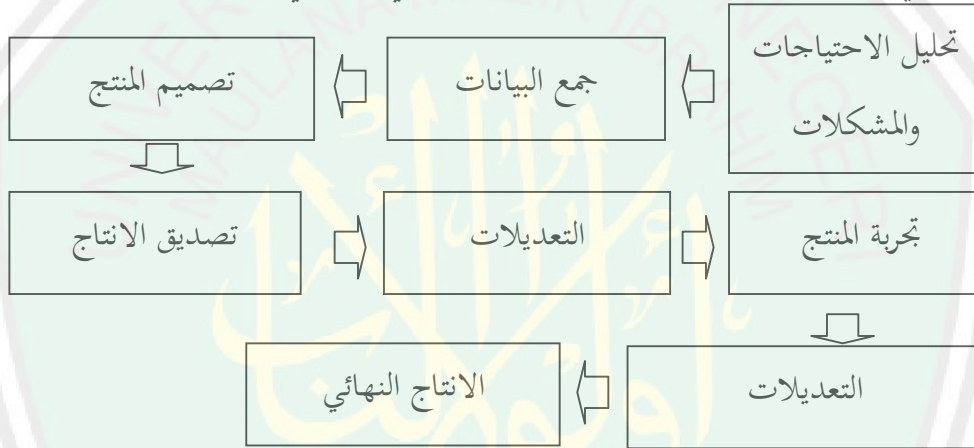 تحليل الاحتياجات
والمشكلات
جمع البيانات
تصميم المنتج
تصديق الانتاج
التعديلات
تجربة المنتج
التعديلات
الانتاج النهائي